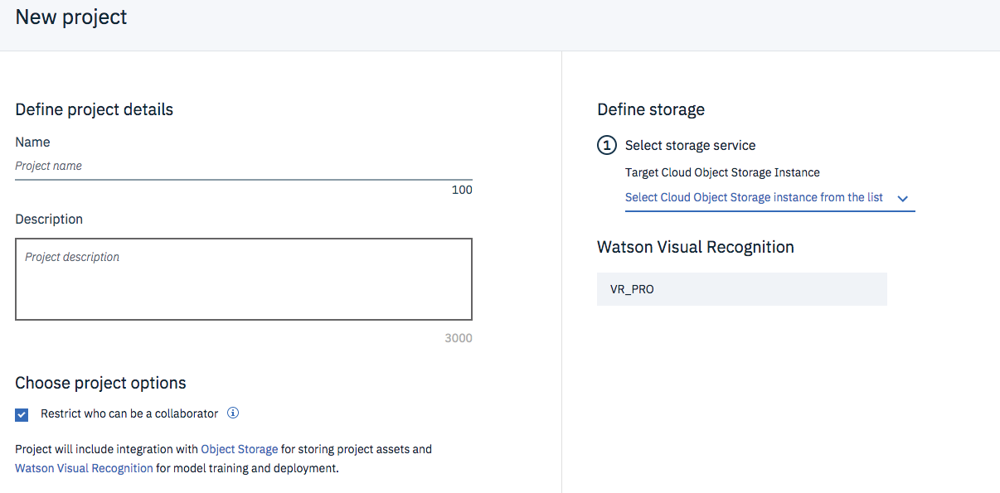 New project
Define project details
Name
Project name
100
Description
Project description
3000
Choose project options
Restrict who can be a collaborator
Project will include integration with Object Storage for storing project assets and
Watson Visual Recognition for model training and deployment.
Define storage
1 Select storage service
Target Cloud Object Storage Instance
Select Cloud Object Storage instance from the list
Watson Visual Recognition
VR_PRO